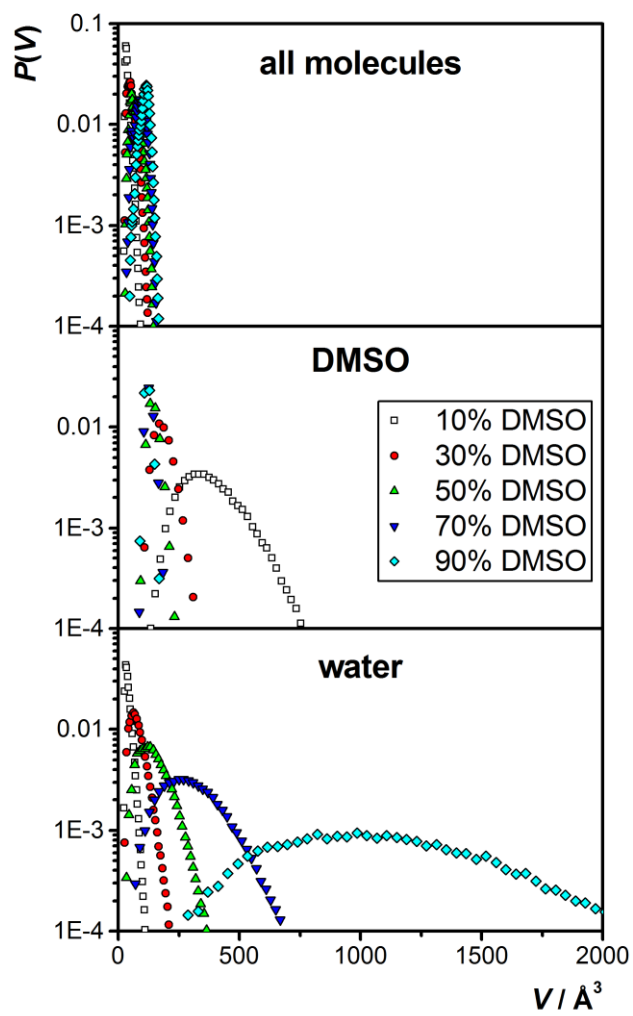 P(V)
0.1
all molecules
0.01
1E-3
1E-4
DMSO
0.01
10% DMSO
30% DMSO
50% DMSO
1E-3
70% DMSO
90% DMSO
1E-4
water
0.01
1E-3
1E-4
0 500 1000 1500 2000
V / Å³